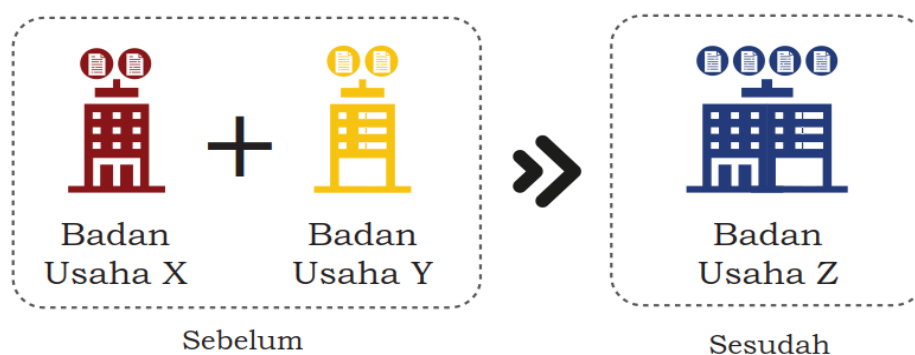 Badan
Usaha X
+
Badan
Usaha Y
Badan
Usaha Z
Sebelum
Sesudah